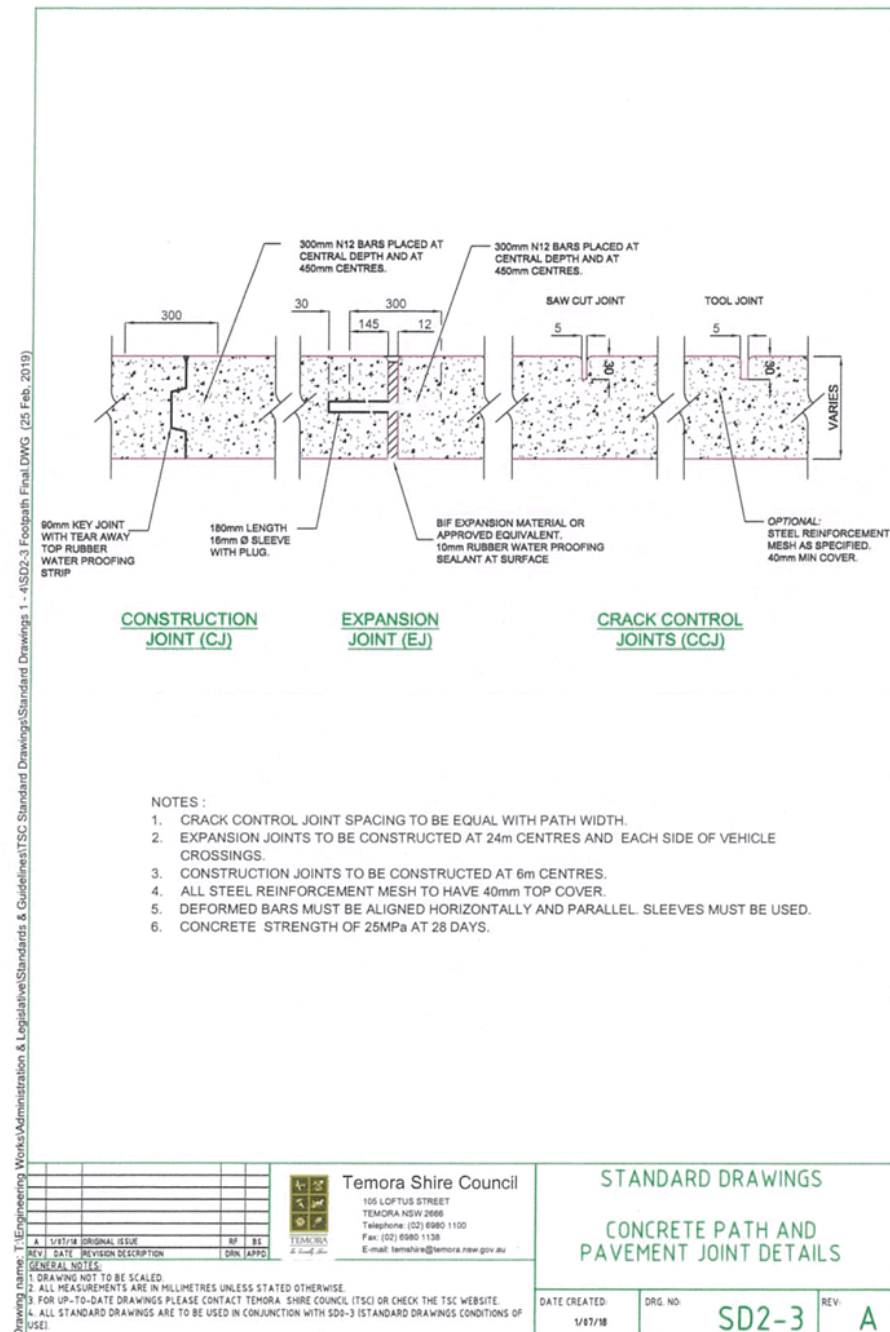 300mm N12 BARS PLACED AT
CENTRAL DEPTH AND AT
450mm CENTRES.
300mm N12 BARS PLACED AT
CENTRAL DEPTH AND AT
450mm CENTRES.
SAW CUT JOINT
TOOL JOINT
300
30
300
145
12
5
30
5
30
VARIES
90mm KEY JOINT
WITH TEAR AWAY
TOP RUBBER
WATER PROOFING
STRIP
180mm LENGTH
16mm Ø SLEEVE
WITH PLUG.
BIF EXPANSION MATERIAL OR
APPROVED EQUIVALENT.
10mm RUBBER WATER PROOFING
SEALANT AT SURFACE
OPTIONAL:
STEEL REINFORCEMENT
MESH AS SPECIFIED.
40mm MIN COVER.
CONSTRUCTION
JOINT (CJ)
EXPANSION
JOINT (EJ)
CRACK CONTROL
JOINTS (CCJ)
NOTES :
1. CRACK CONTROL JOINT SPACING TO BE EQUAL WITH PATH WIDTH.
2. EXPANSION JOINTS TO BE CONSTRUCTED AT 24m CENTRES AND EACH SIDE OF VEHICLE
CROSSINGS.
3. CONSTRUCTION JOINTS TO BE CONSTRUCTED AT 6m CENTRES.
4. ALL STEEL REINFORCEMENT MESH TO HAVE 40mm TOP COVER.
5. DEFORMED BARS MUST BE ALIGNED HORIZONTALLY AND PARALLEL. SLEEVES MUST BE USED.
6. CONCRETE STRENGTH OF 25MPa AT 28 DAYS.
Drawing name: T:\Engineering Works\Administration & Legislative\Standards & Guidelines\TSC Standard Drawings\Standard Drawings 1 - 4\SD2-3 Footpath Final.DWG (25 Feb, 2019)
A 1/07/18 ORIGINAL ISSUE RF BS
REV. DATE REVISION DESCRIPTION DRN. APPD.
GENERAL NOTES:
1. DRAWING NOT TO BE SCALED.
2. ALL MEASUREMENTS ARE IN MILLIMETRES UNLESS STATED OTHERWISE.
3. FOR UP-TO-DATE DRAWINGS PLEASE CONTACT TEMORA SHIRE COUNCIL (TSC) OR CHECK THE TSC WEBSITE.
4. ALL STANDARD DRAWINGS ARE TO BE USED IN CONJUNCTION WITH SD0-3 (STANDARD DRAWINGS CONDITIONS OF
USE).
TEMORA
Temora Shire Council
105 LOFTUS STREET
TEMORA NSW 2666
Telephone: (02) 6980 1100
Fax: (02) 6980 1138
E-mail: temshire@temora.nsw.gov.au
STANDARD DRAWINGS
CONCRETE PATH AND
PAVEMENT JOINT DETAILS
DATE CREATED:
1/07/18
DRG. NO:
SD2-3
REV:
A